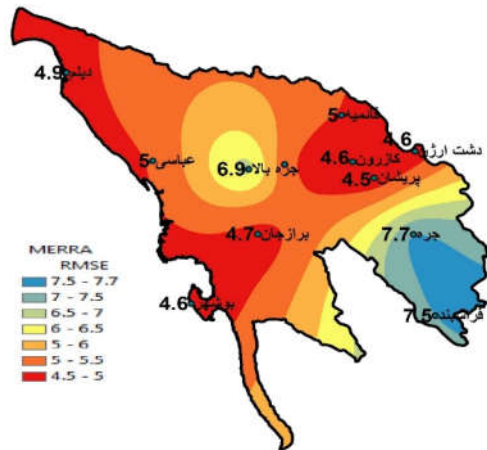 4.9 دیلم
5 قائمیه
4.6 دشت ارژن
5 عباسی
6.9 جره بالا
4.6 کازرون
4.5 پریشان
4.7 برازجان
7.7 جره
4.6 بوشهر
7.5 فراشبند
MERRA
RMSE
7.5 - 7.7
7 - 7.5
6.5 - 7
6 - 6.5
5 - 6
5 - 5.5
4.5 - 5